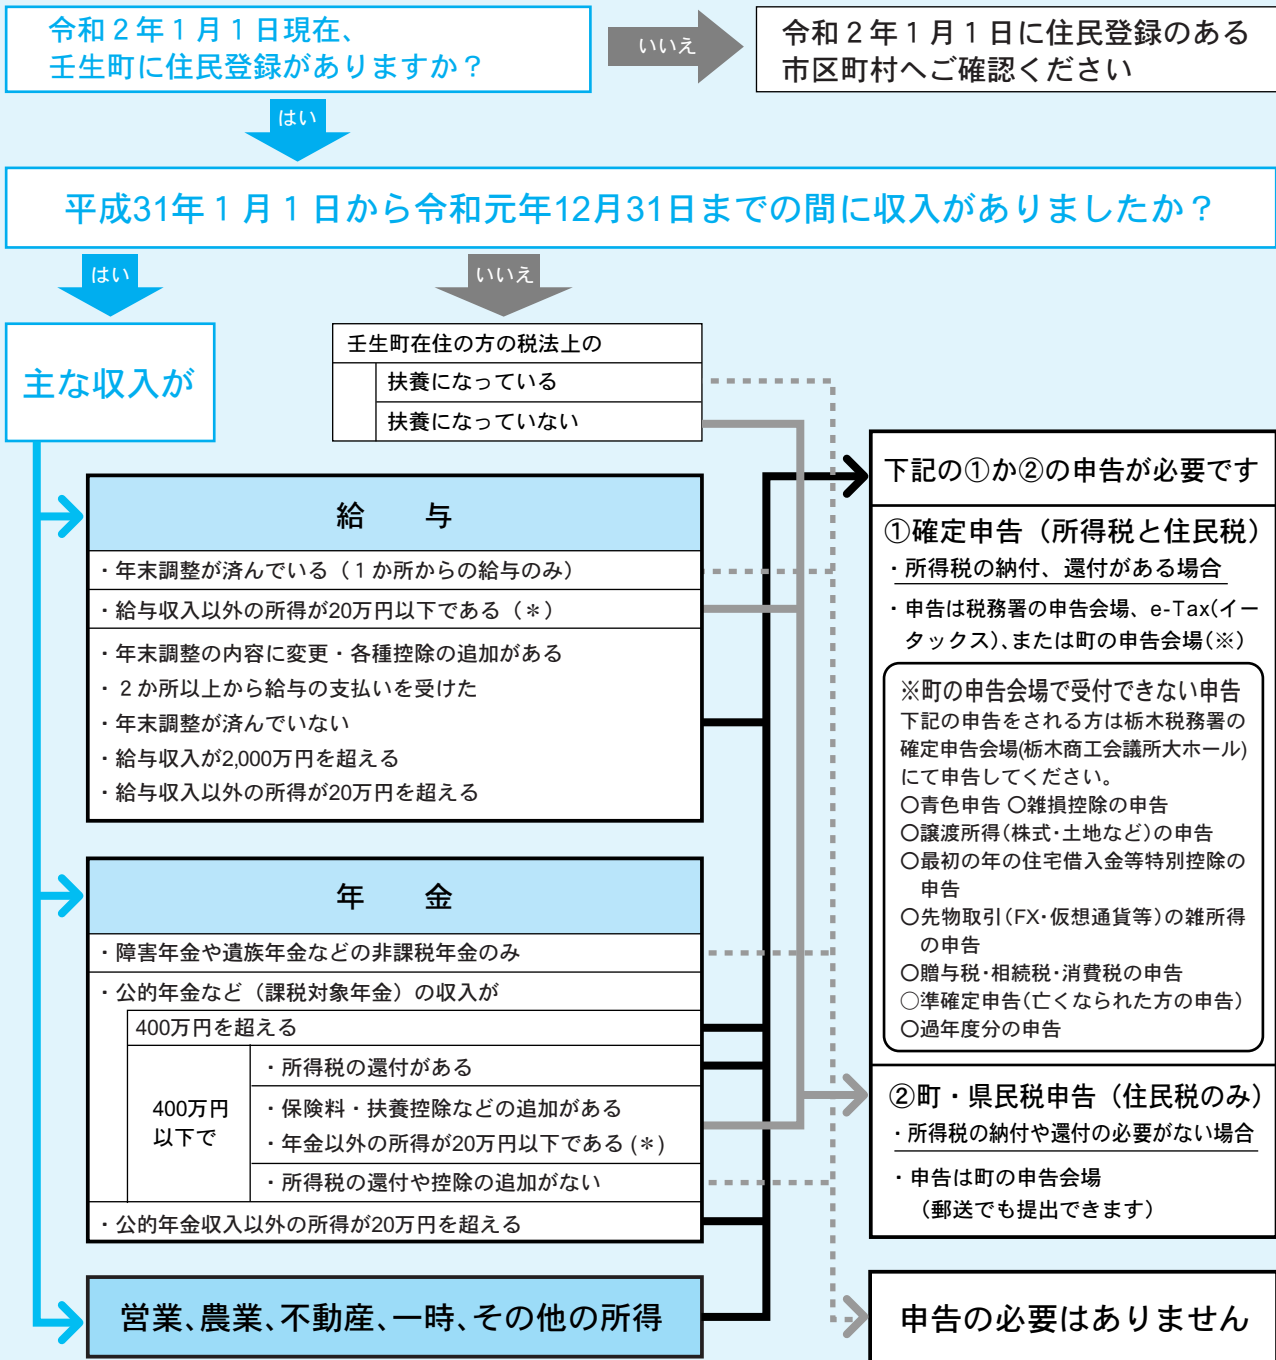 令和２年１月１日現在、
壬生町に住民登録がありますか？
いいえ
令和２年１月１日に住民登録のある
市区町村へご確認ください
はい
平成31年１月１日から令和元年12月31日までの間に収入がありましたか？
はい
いいえ
主な収入が
壬生町在住の方の税法上の
扶養になっている
扶養になっていない
給　与
・年末調整が済んでいる（１か所からの給与のみ）
・給与収入以外の所得が20万円以下である（＊）
・年末調整の内容に変更・各種控除の追加がある
・２か所以上から給与の支払いを受けた
・年末調整が済んでいない
・給与収入が2,000万円を超える
・給与収入以外の所得が20万円を超える
年　金
・障害年金や遺族年金などの非課税年金のみ
・公的年金など（課税対象年金）の収入が
400万円を超える
400万円
以下で
・所得税の還付がある
・保険料・扶養控除などの追加がある
・年金以外の所得が20万円以下である(＊)
・所得税の還付や控除の追加がない
・公的年金収入以外の所得が20万円を超える
営業、農業、不動産、一時、その他の所得
下記の①か②の申告が必要です
①確定申告（所得税と住民税）
・所得税の納付、還付がある場合
・申告は税務署の申告会場、e-Tax(イー
タックス)、または町の申告会場(※)
※町の申告会場で受付できない申告
下記の申告をされる方は栃木税務署の
確定申告会場(栃木商工会議所大ホール)
にて申告してください。
〇青色申告 〇雑損控除の申告
〇譲渡所得(株式・土地など)の申告
〇最初の年の住宅借入金等特別控除の
申告
〇先物取引(FX・仮想通貨等)の雑所得
の申告
〇贈与税・相続税・消費税の申告
○準確定申告(亡くなられた方の申告)
〇過年度分の申告
②町・県民税申告（住民税のみ）
・所得税の納付や還付の必要がない場合
・申告は町の申告会場
（郵送でも提出できます）
申告の必要はありません